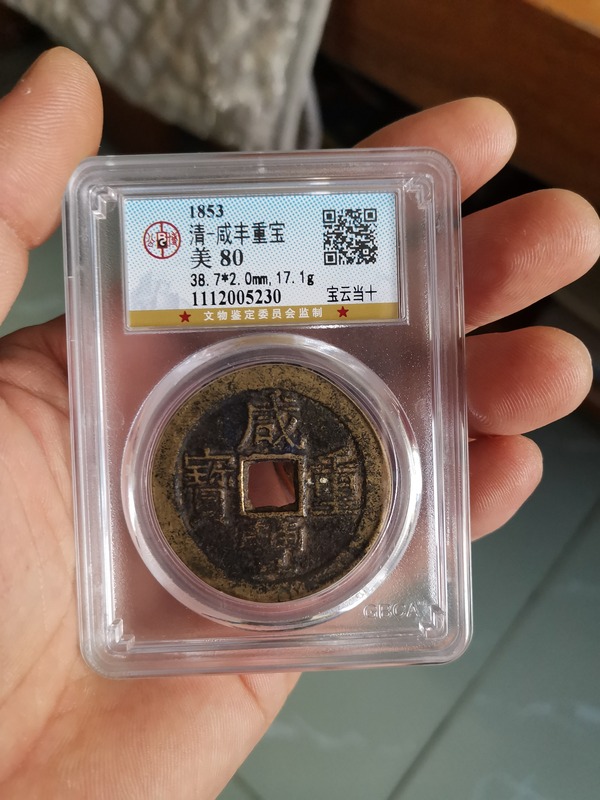 1853
清-咸丰重宝
美 80
38.7*2.0mm,17.1g
1112005230
宝云当十
★ 文物鉴定委员会监制 ★
咸
寶 重
GBCA